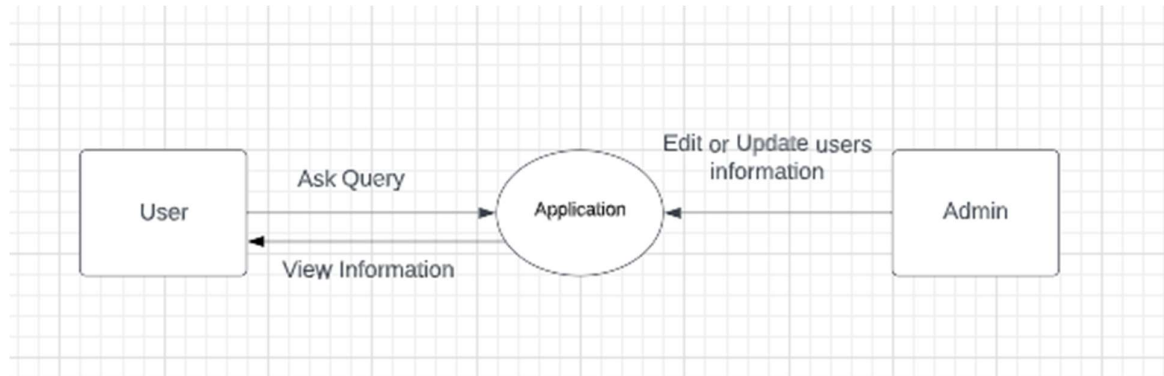 Edit or Update users
information
Ask Query
User
Application
Admin
View Information